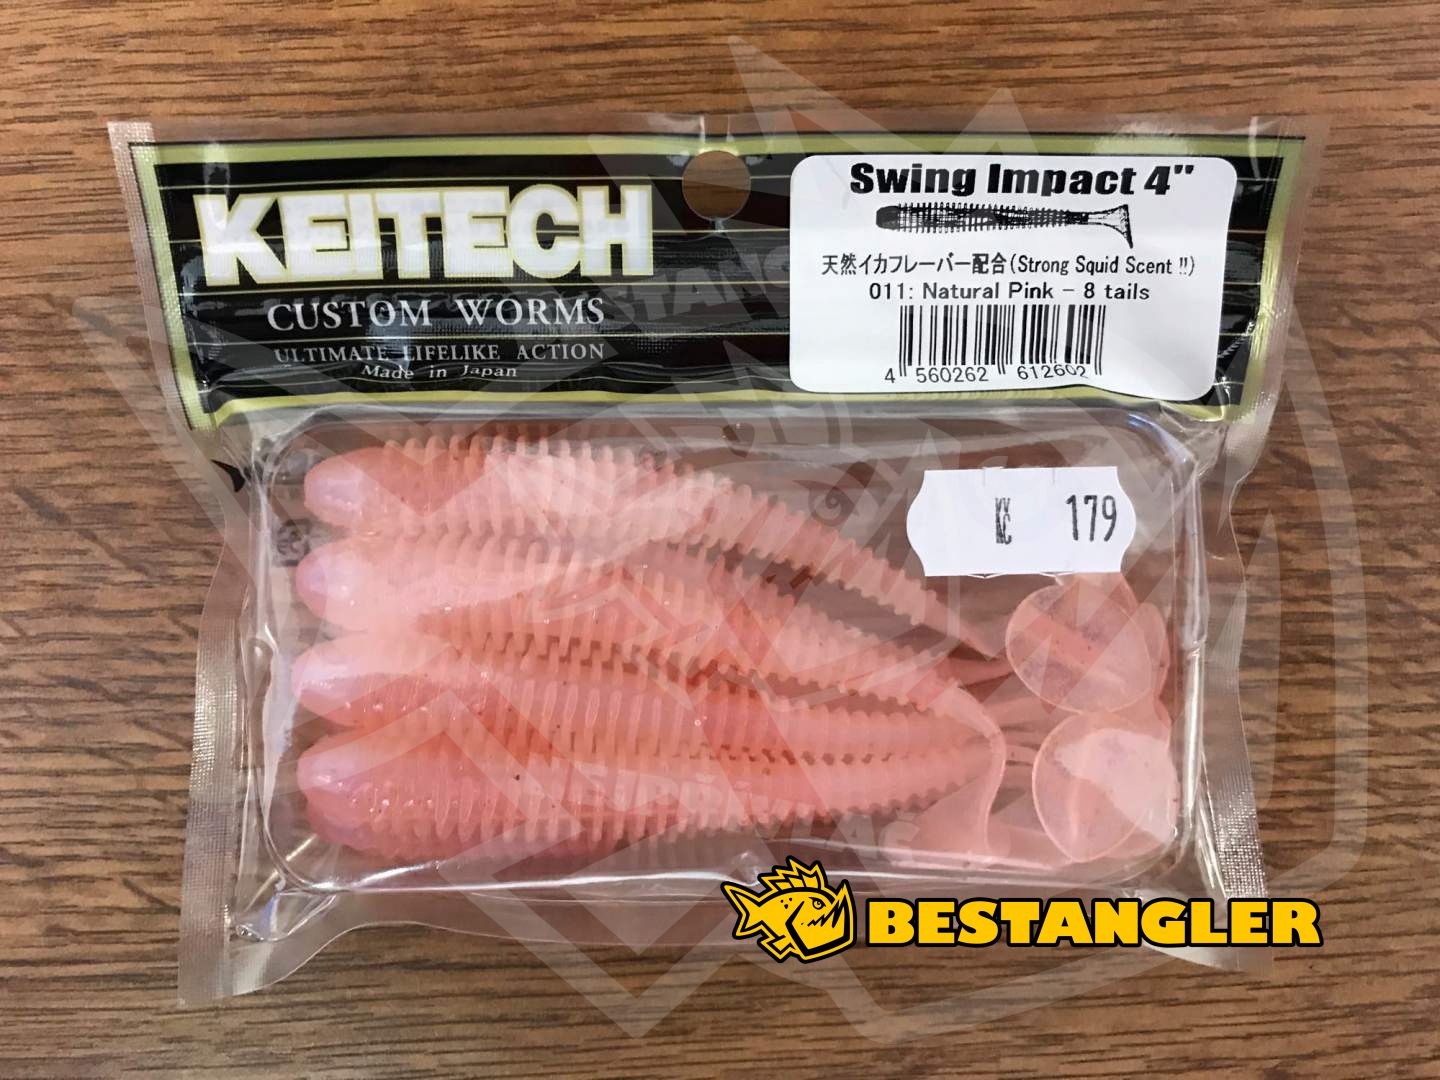 KEITECH
CUSTOM WORMS
ULTIMATE LIFELIKE ACTION
Made in Japan
Swing Impact 4"
天然イカフレーバー配合(Strong Squid Scent !!)
011: Natural Pink - 8 tails
4 560262 612602
179
BESTANGLER